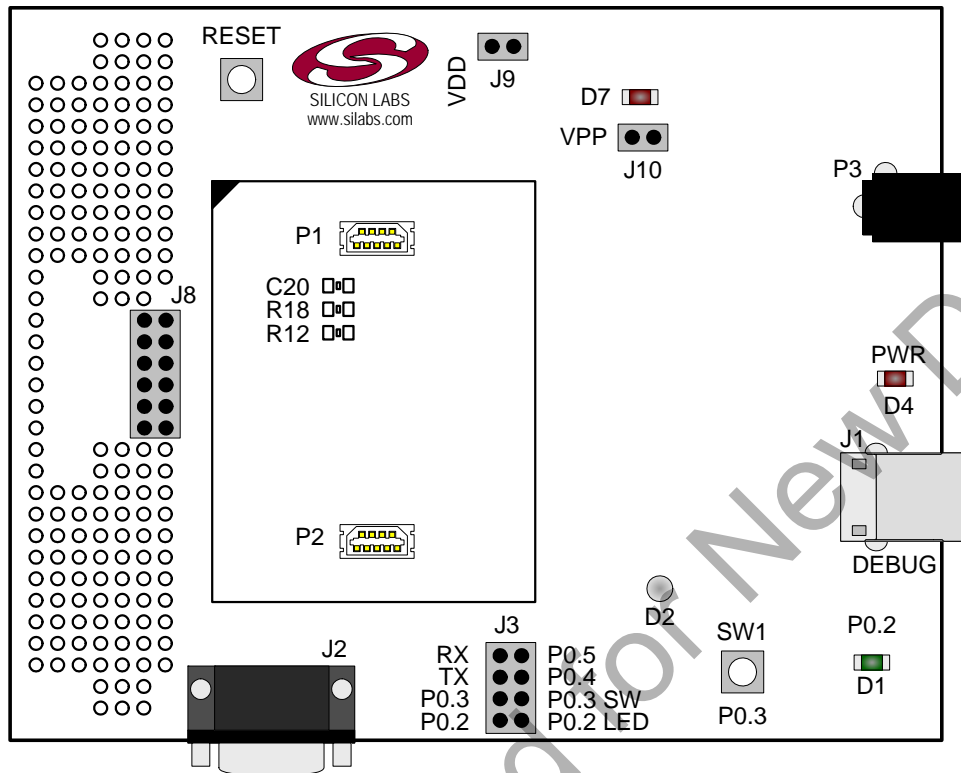 RESET
SILICON LABS
www.silabs.com
VDD
J9
D7
VPP
J10
P3
P1
C20
R18
R12
J8
PWR
D4
J1
DEBUG
P2
D2
J3
RX
P0.5
TX
P0.4
P0.3
P0.3 SW
P0.2
P0.2 LED
J2
SW1
P0.3
P0.2
D1
for New D